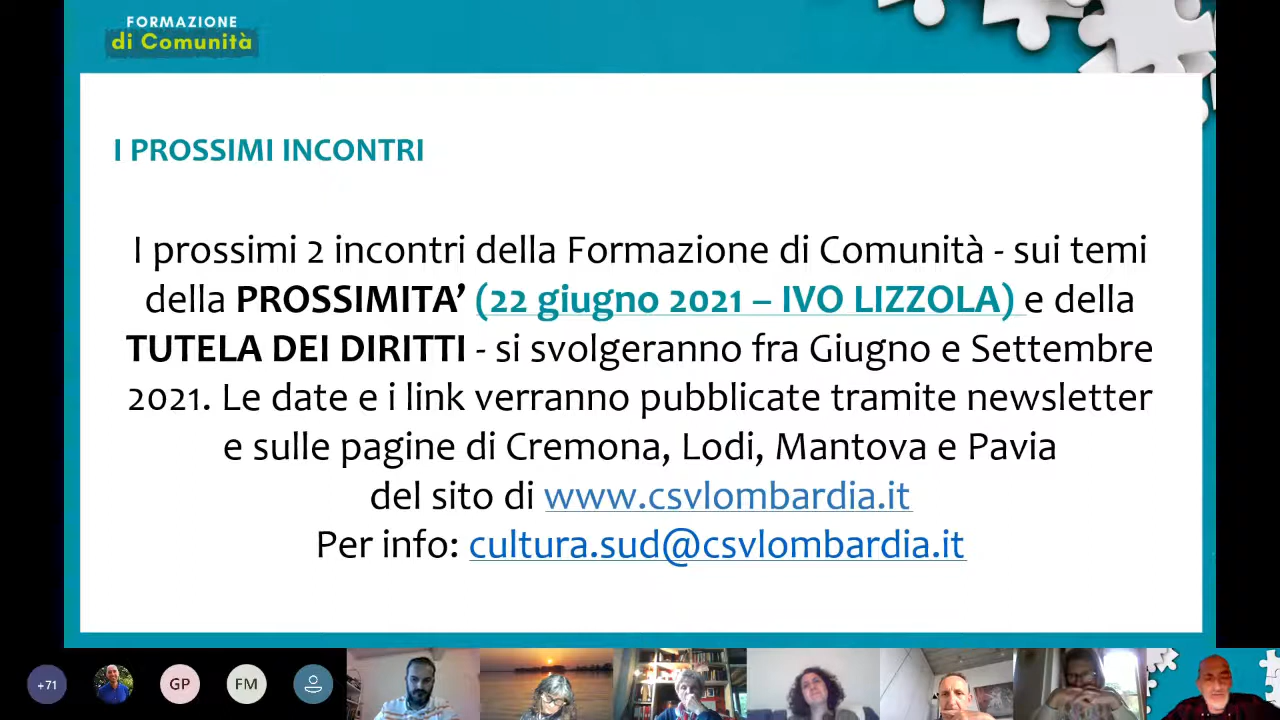 FORMAZIONE
di Comunità
I PROSSIMI INCONTRI
I prossimi 2 incontri della Formazione di Comunità - sui temi
della PROSSIMITA’ (22 giugno 2021 – IVO LIZZOLA) e della
TUTELA DEI DIRITTI - si svolgeranno fra Giugno e Settembre
2021. Le date e i link verranno pubblicate tramite newsletter
e sulle pagine di Cremona, Lodi, Mantova e Pavia
del sito di www.csvlombardia.it
Per info: cultura.sud@csvlombardia.it
+71
GP
FM